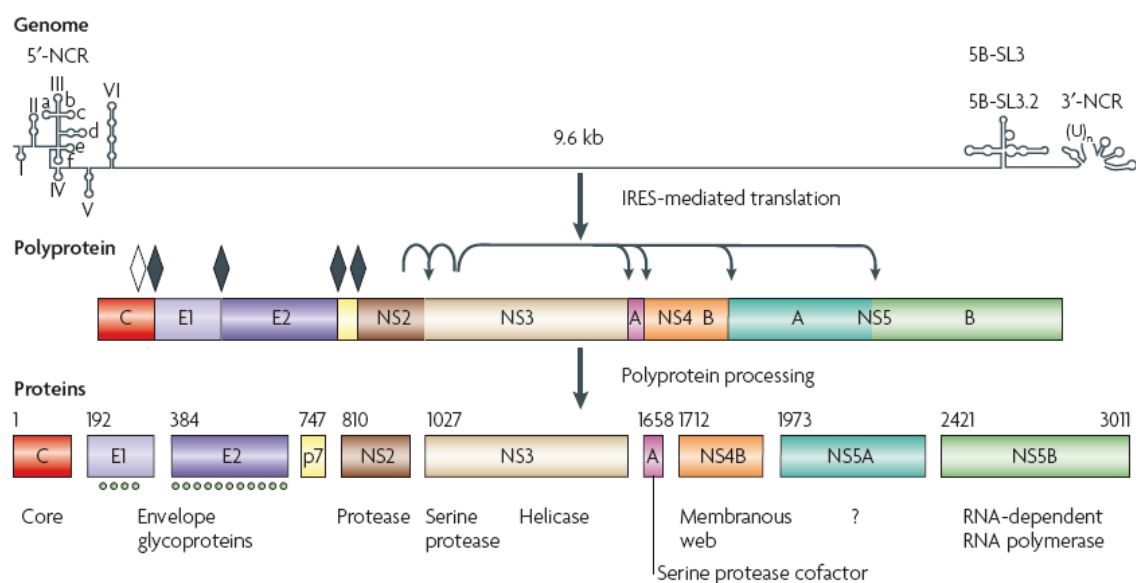 Genome
5′-NCR
5B-SL3
III
VI
II
a
b
c
d
e
f
I
IV
V
5B-SL3.2
3′-NCR
(U)n
9.6 kb
IRES-mediated translation
Polyprotein
C
E1
E2
NS2
NS3
A
NS4 B
A
NS5
B
Polyprotein processing
Proteins
1
192
384
747
810
1027
1658
1712
1973
2421
3011
C
E1
E2
p7
NS2
NS3
A
NS4B
NS5A
NS5B
Core
Envelope
glycoproteins
Protease
Serine
protease
Helicase
Membranous
web
?
RNA-dependent
RNA polymerase
Serine protease cofactor